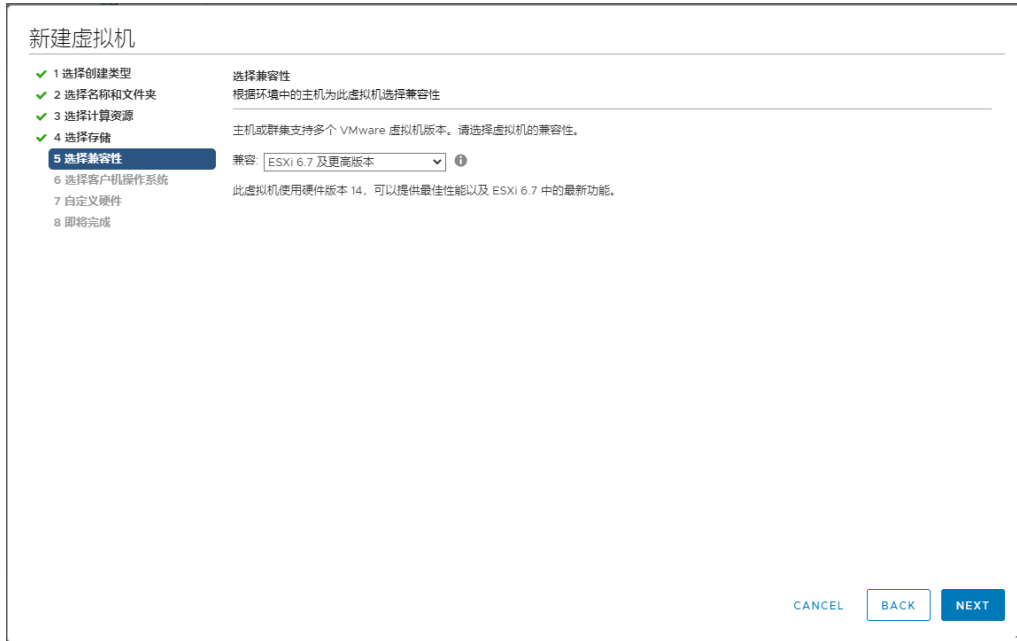 新建虚拟机
1 选择创建类型
2 选择名称和文件夹
3 选择计算资源
4 选择存储
5 选择兼容性
6 选择客户机操作系统
7 自定义硬件
8 即将完成
选择兼容性
根据环境中的主机为此虚拟机选择兼容性
主机或群集支持多个 VMware 虚拟机版本。请选择虚拟机的兼容性。
兼容: ESXi 6.7 及更高版本
此虚拟机使用硬件版本 14，可以提供最佳性能以及 ESXi 6.7 中的最新功能。
CANCEL BACK NEXT